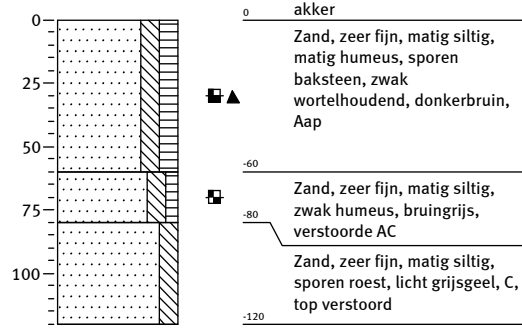 0
25
50
75
100
0
akker
Zand, zeer fijn, matig siltig,
matig humeus, sporen
baksteen, zwak
wortelhoudend, donkerbruin,
Aap
-60
Zand, zeer fijn, matig siltig,
zwak humeus, bruingrijs,
verstoorde AC
-80
Zand, zeer fijn, matig siltig,
sporen roest, licht grijsgeel, C,
top verstoord
-120